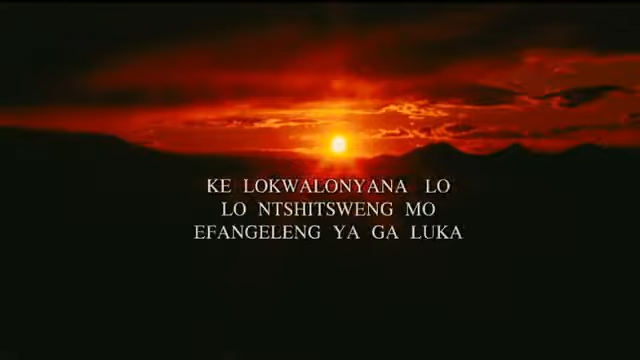 KE LOKWALONYANA LO
LO NTSHITSWENG MO
EFANGELENG YA GA LUKA